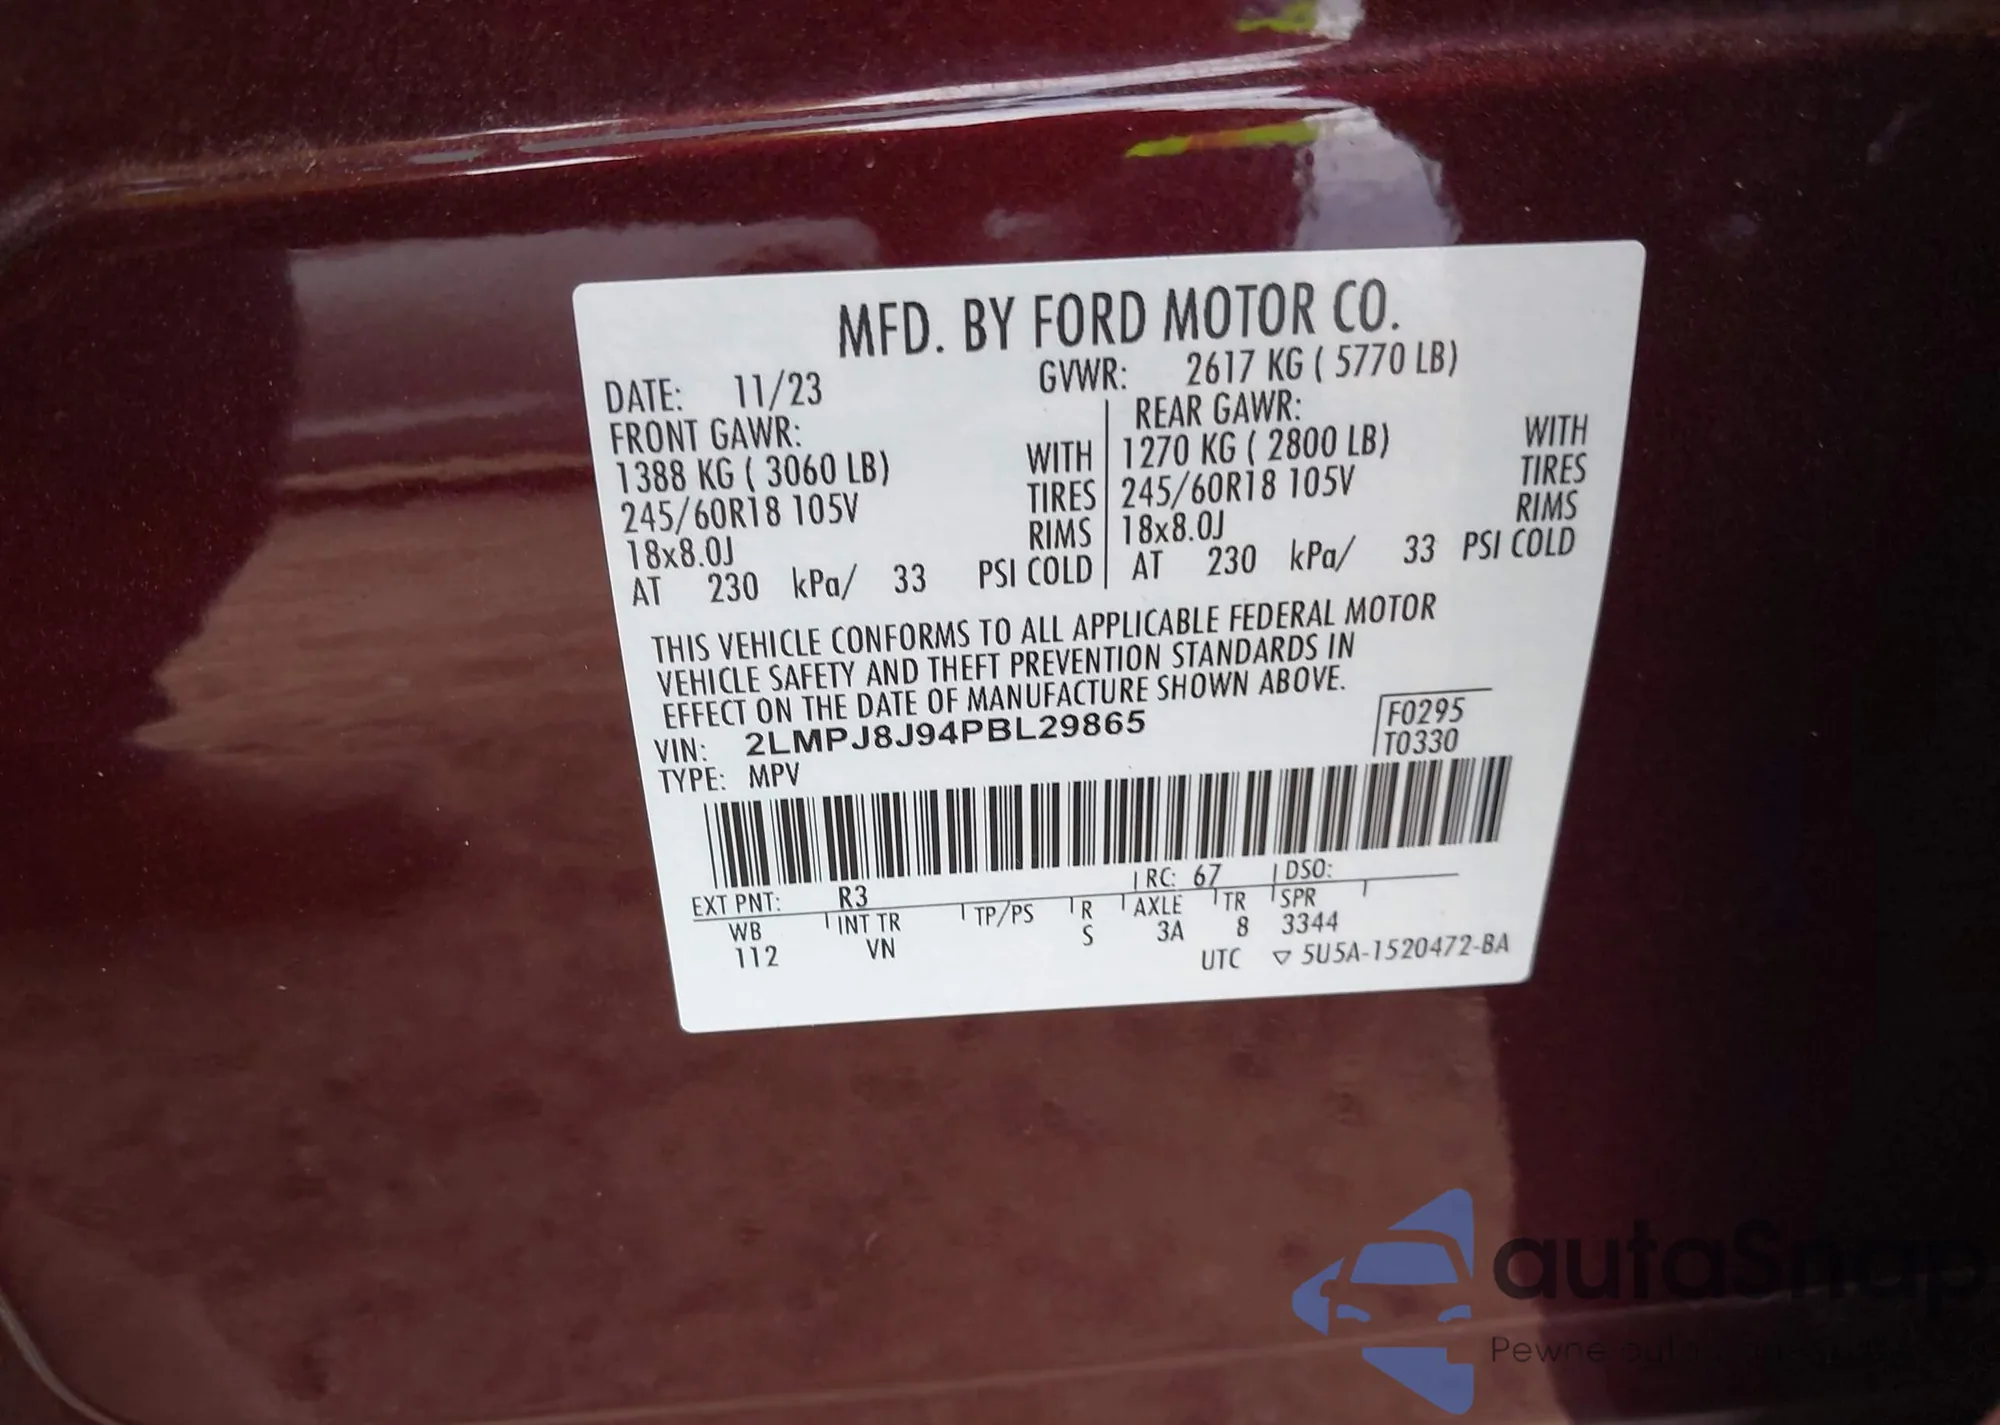 MFD. BY FORD MOTOR CO.
DATE: 11/23 GVWR: 2617 KG ( 5770 LB)
FRONT GAWR: REAR GAWR:
1388 KG ( 3060 LB) WITH 1270 KG ( 2800 LB) WITH
245/60R18 105V TIRES 245/60R18 105V TIRES
18x8.0J RIMS 18x8.0J RIMS
AT 230 kPa/ 33 PSI COLD AT 230 kPa/ 33 PSI COLD
THIS VEHICLE CONFORMS TO ALL APPLICABLE FEDERAL MOTOR
VEHICLE SAFETY AND THEFT PREVENTION STANDARDS IN
EFFECT ON THE DATE OF MANUFACTURE SHOWN ABOVE.
VIN: 2LMPJ8J94PBL29865 F0295
TYPE: MPV T0330
EXT PNT: R3 RC: 67 DSO:
WB INT TR TP/PS R AXLE TR SPR
112 VN S 3A 8 3344
UTC ▽ 5U5A-1520472-BA
autaSnap
Pewne